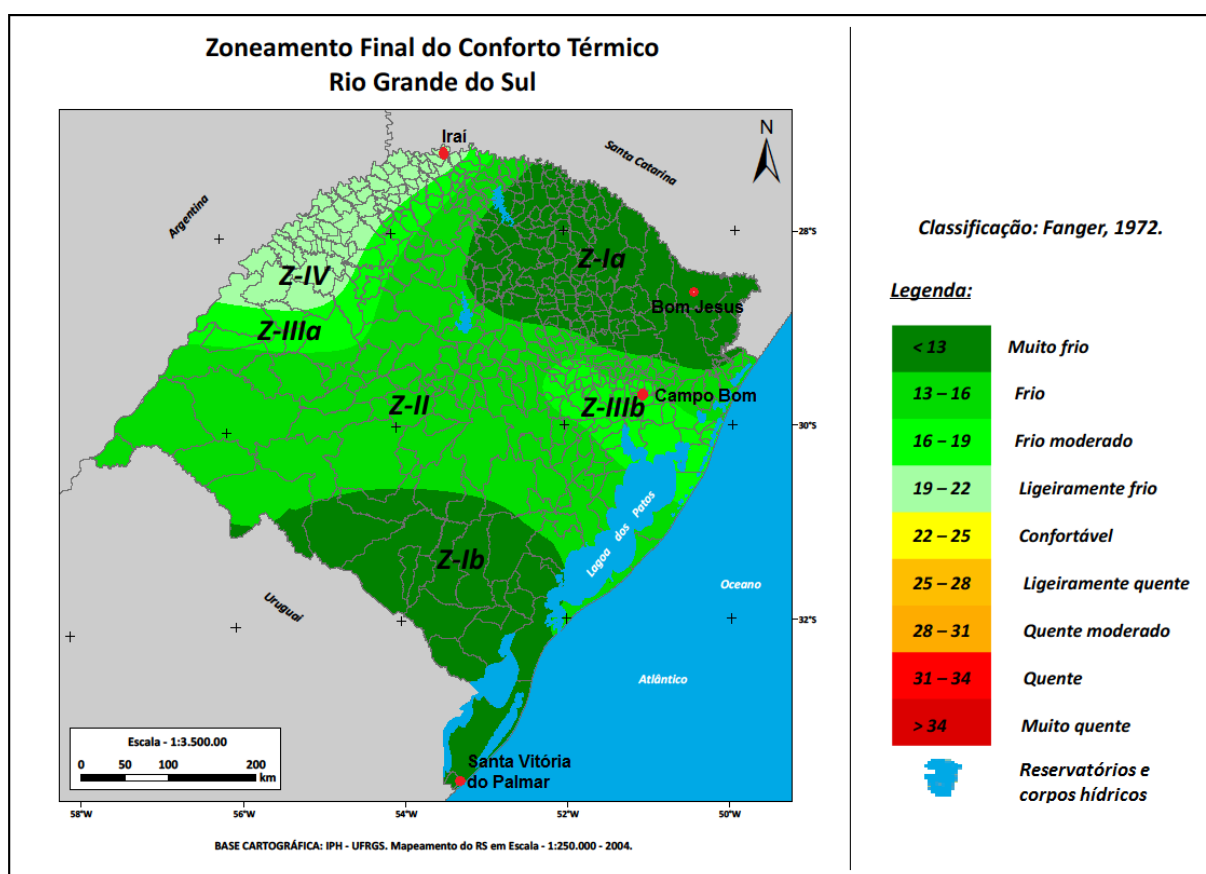 Zoneamento Final do Conforto Térmico
Rio Grande do Sul
N
Iraí
Santa Catarina
Argentina
28°S
Z-Ia
Z-IV
Bom Jesus
Z-IIIa
Z-II
Z-IIIb
Campo Bom
30°S
Lagoa dos Patos
Z-Ib
Oceano
Uruguai
32°S
Atlântico
Escala - 1:3.500.00
0 50 100 200
km
Santa Vitória
do Palmar
58°W 56°W 54°W 52°W 50°W
BASE CARTOGRÁFICA: IPH - UFRGS. Mapeamento do RS em Escala - 1:250.000 - 2004.
Classificação: Fanger, 1972.
Legenda:
< 13 Muito frio
13 – 16 Frio
16 – 19 Frio moderado
19 – 22 Ligeiramente frio
22 – 25 Confortável
25 – 28 Ligeiramente quente
28 – 31 Quente moderado
31 – 34 Quente
> 34 Muito quente
Reservatórios e
corpos hídricos